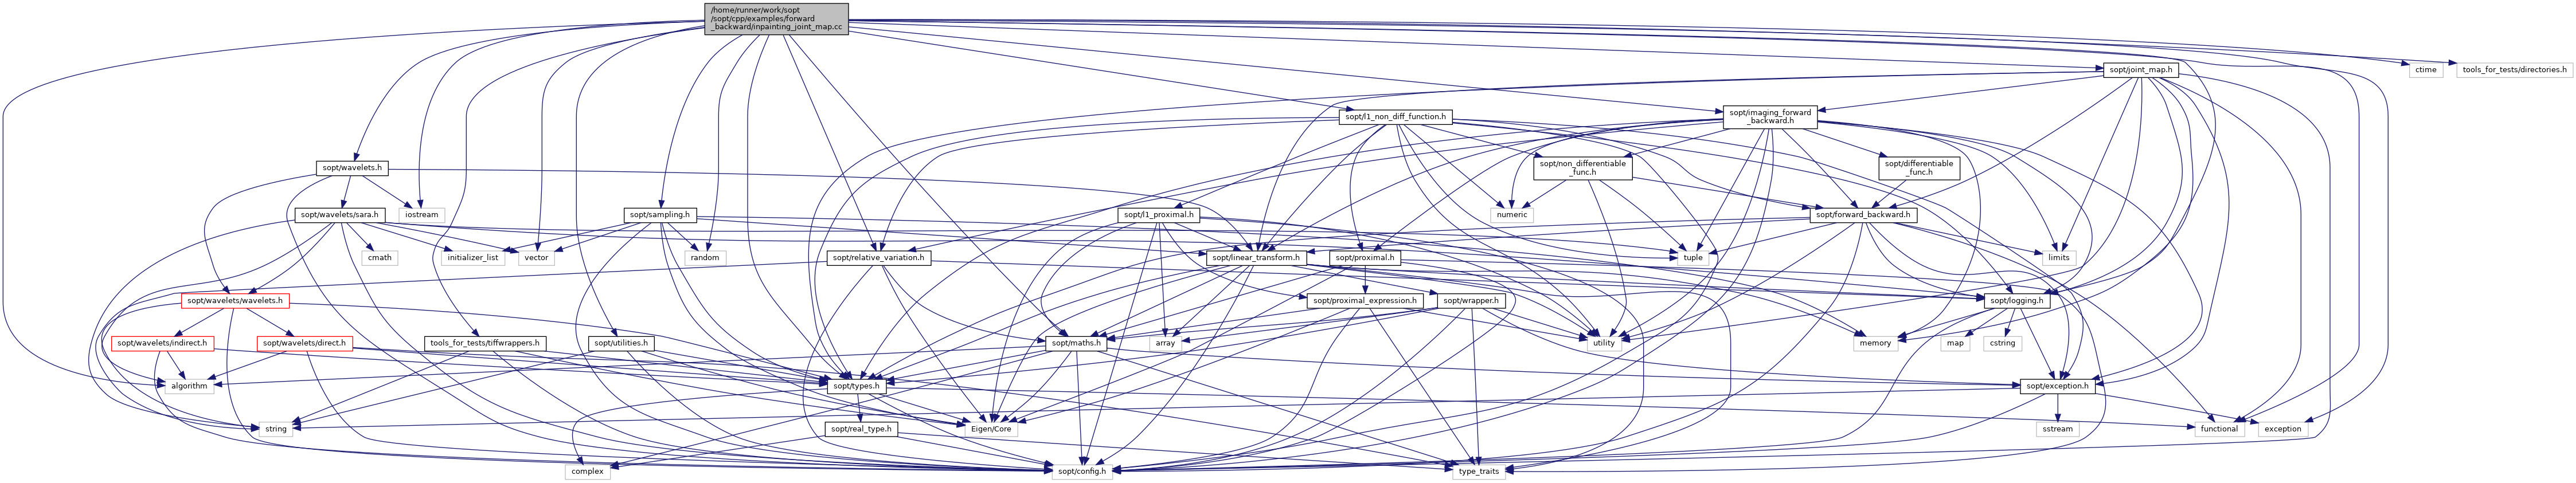 /home/runner/work/sopt
/sopt/cpp/examples/forward
_backward/inpainting_joint_map.cc
sopt/joint_map.h
ctime
tools_for_tests/directories.h
sopt/l1_non_diff_function.h
sopt/imaging_forward
_backward.h
sopt/wavelets.h
sopt/non_differentiable
_func.h
sopt/differentiable
_func.h
sopt/wavelets/sara.h
iostream
sopt/sampling.h
sopt/l1_proximal.h
numeric
sopt/forward_backward.h
cmath
initializer_list
vector
random
sopt/relative_variation.h
sopt/linear_transform.h
sopt/proximal.h
tuple
limits
sopt/wavelets/wavelets.h
sopt/proximal_expression.h
sopt/wrapper.h
sopt/logging.h
sopt/wavelets/indirect.h
sopt/wavelets/direct.h
tools_for_tests/tiffwrappers.h
sopt/utilities.h
sopt/maths.h
array
utility
memory
map
cstring
algorithm
sopt/types.h
sopt/exception.h
string
sopt/real_type.h
Eigen/Core
sstream
functional
exception
complex
sopt/config.h
type_traits